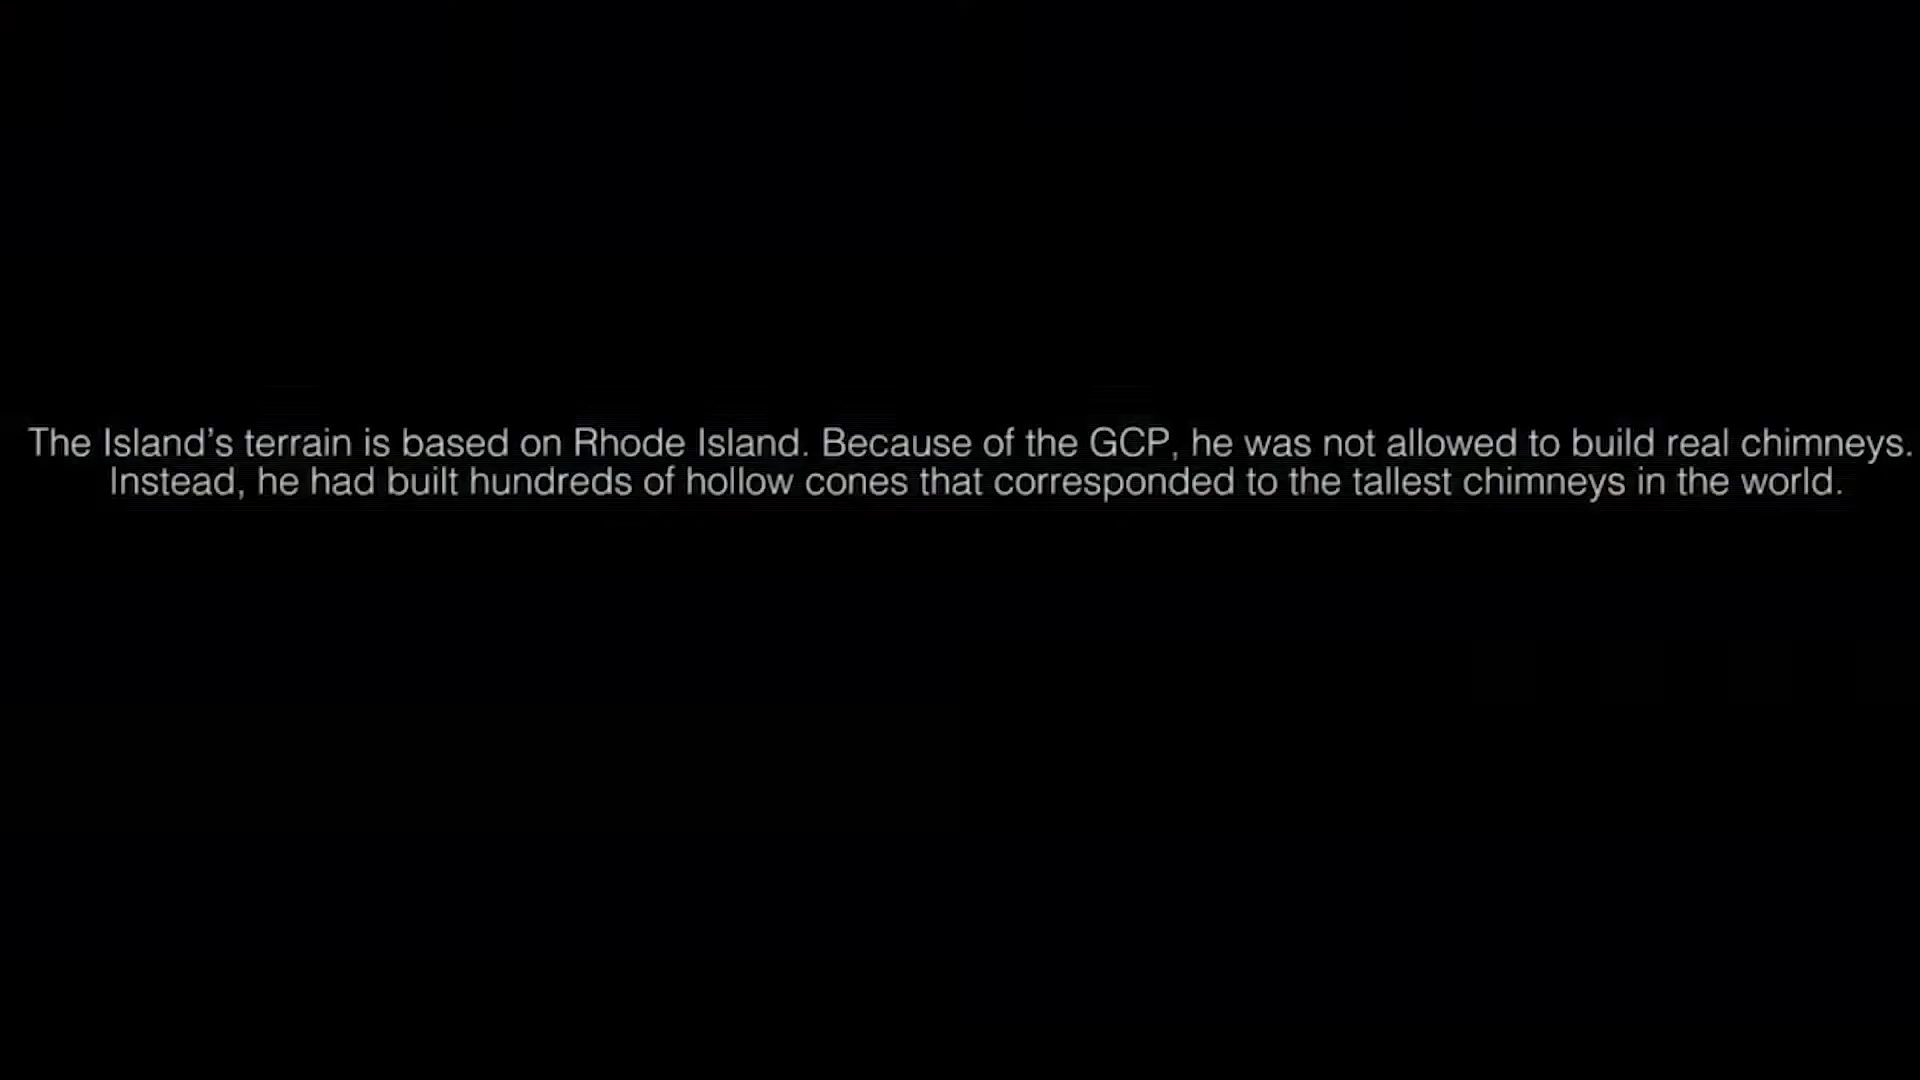 The Island’s terrain is based on Rhode Island. Because of the GCP, he was not allowed to build real chimneys.
Instead, he had built hundreds of hollow cones that corresponded to the tallest chimneys in the world.